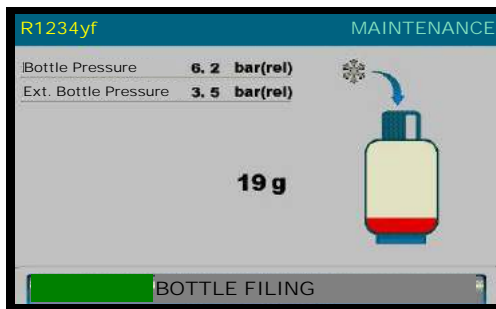 R1234yf MAINTENANCE
Bottle Pressure 6.2 bar(rel)
Ext. Bottle Pressure 3.5 bar(rel)
19 g
BOTTLE FILING